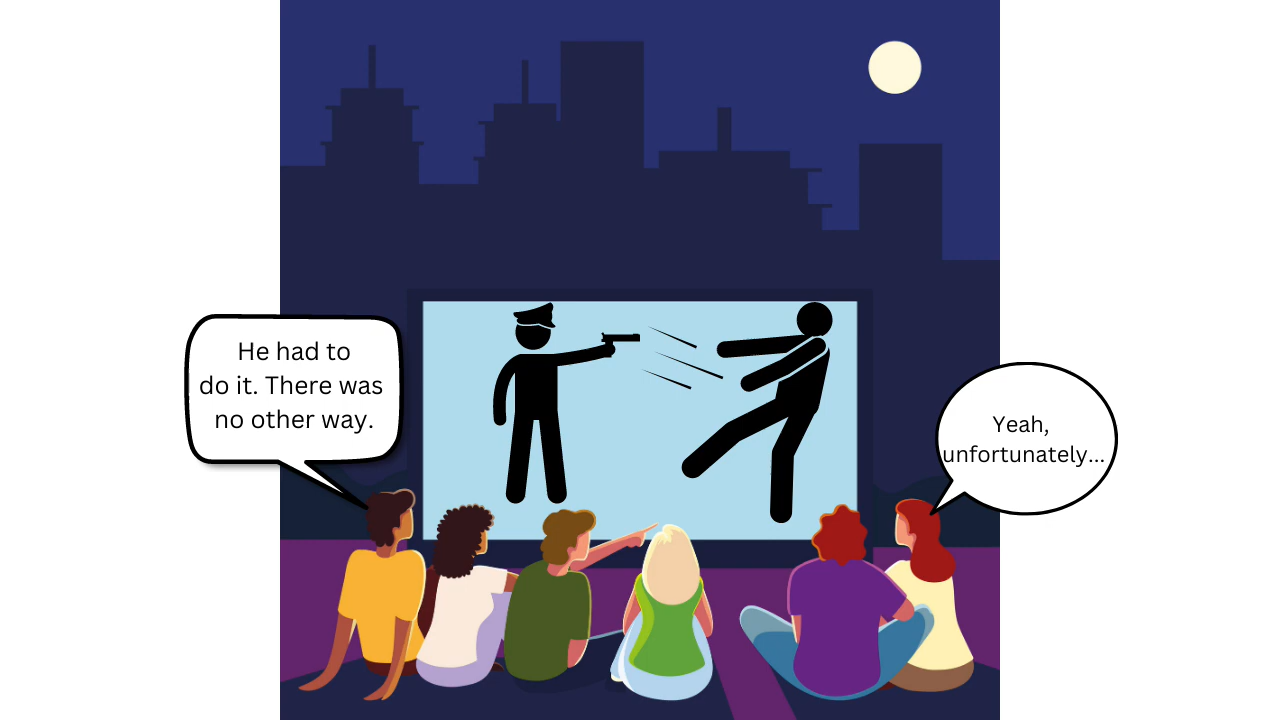 He had to
do it. There was
no other way.
Yeah,
unfortunately...